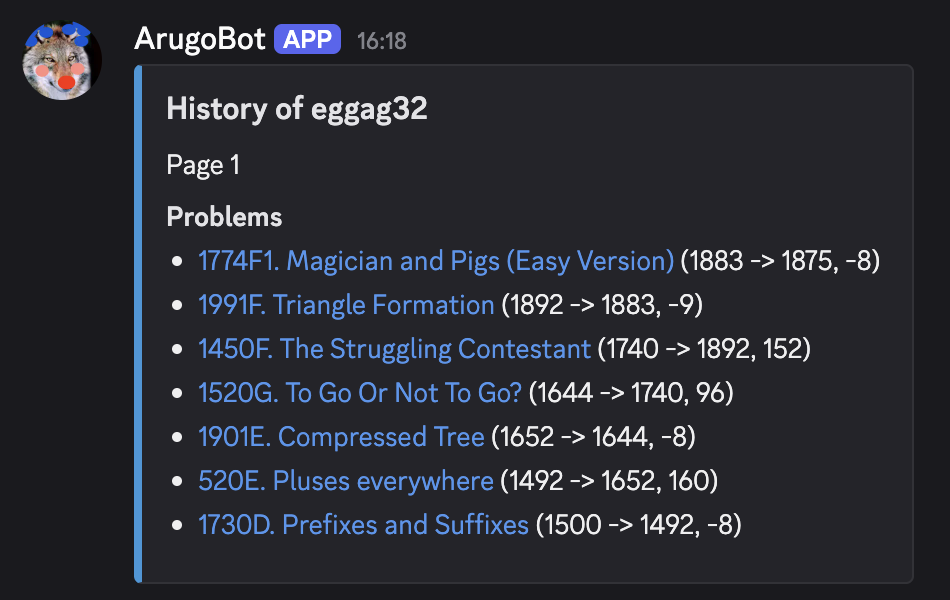 ArugoBot APP 16:18
History of eggag32
Page 1
Problems
• 1774F1. Magician and Pigs (Easy Version) (1883 -> 1875, -8)
• 1991F. Triangle Formation (1892 -> 1883, -9)
• 1450F. The Struggling Contestant (1740 -> 1892, 152)
• 1520G. To Go Or Not To Go? (1644 -> 1740, 96)
• 1901E. Compressed Tree (1652 -> 1644, -8)
• 520E. Pluses everywhere (1492 -> 1652, 160)
• 1730D. Prefixes and Suffixes (1500 -> 1492, -8)